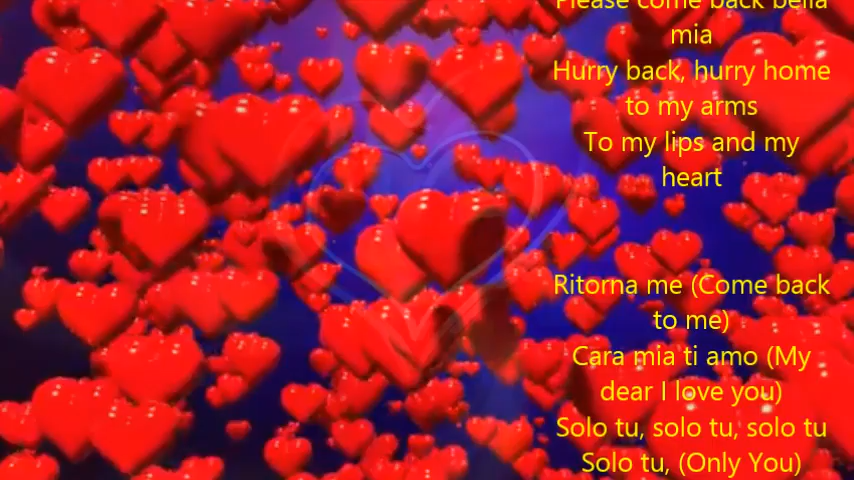 Please come back bella
mia
Hurry back, hurry home
to my arms
To my lips and my
heart
Ritorna me (Come back
to me)
Cara mia ti amo (My
dear I love you)
Solo tu, solo tu, solo tu
Solo tu, (Only You)